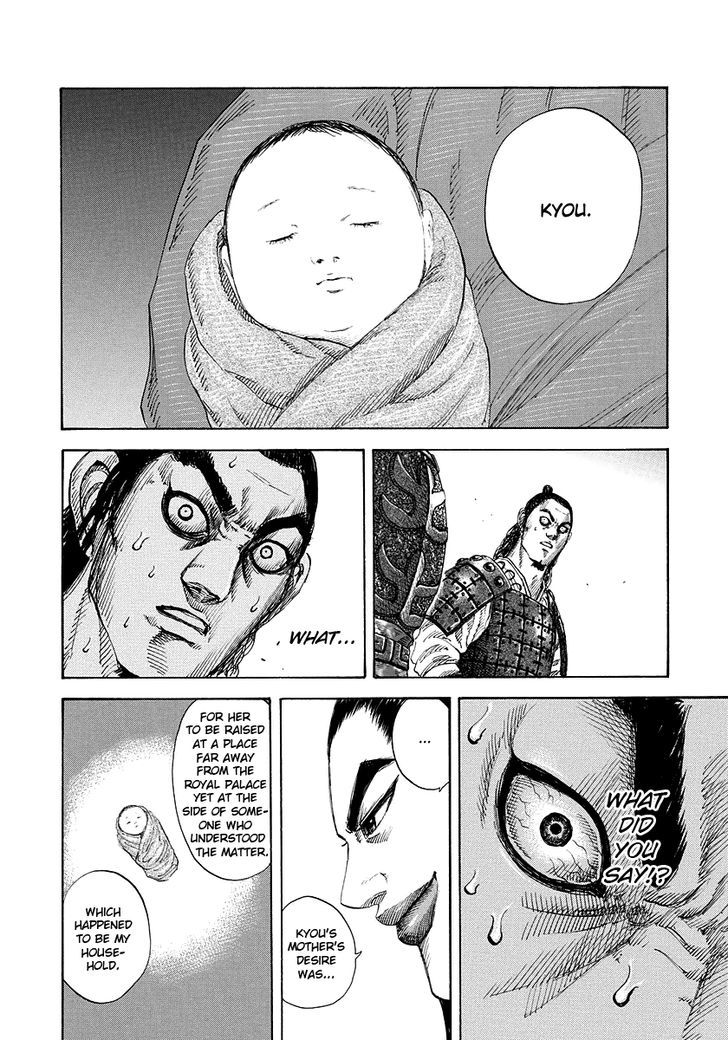 KYOU.
WHAT...
WHAT
DID
YOU
SAY!?
...
KYOU'S
MOTHER'S
DESIRE
WAS...
FOR HER
TO BE RAISED
AT A PLACE
FAR AWAY
FROM THE
ROYAL PALACE
YET AT THE
SIDE OF SOME-
ONE WHO
UNDERSTOOD
THE MATTER.
WHICH
HAPPENED
TO BE MY
HOUSE-
HOLD.